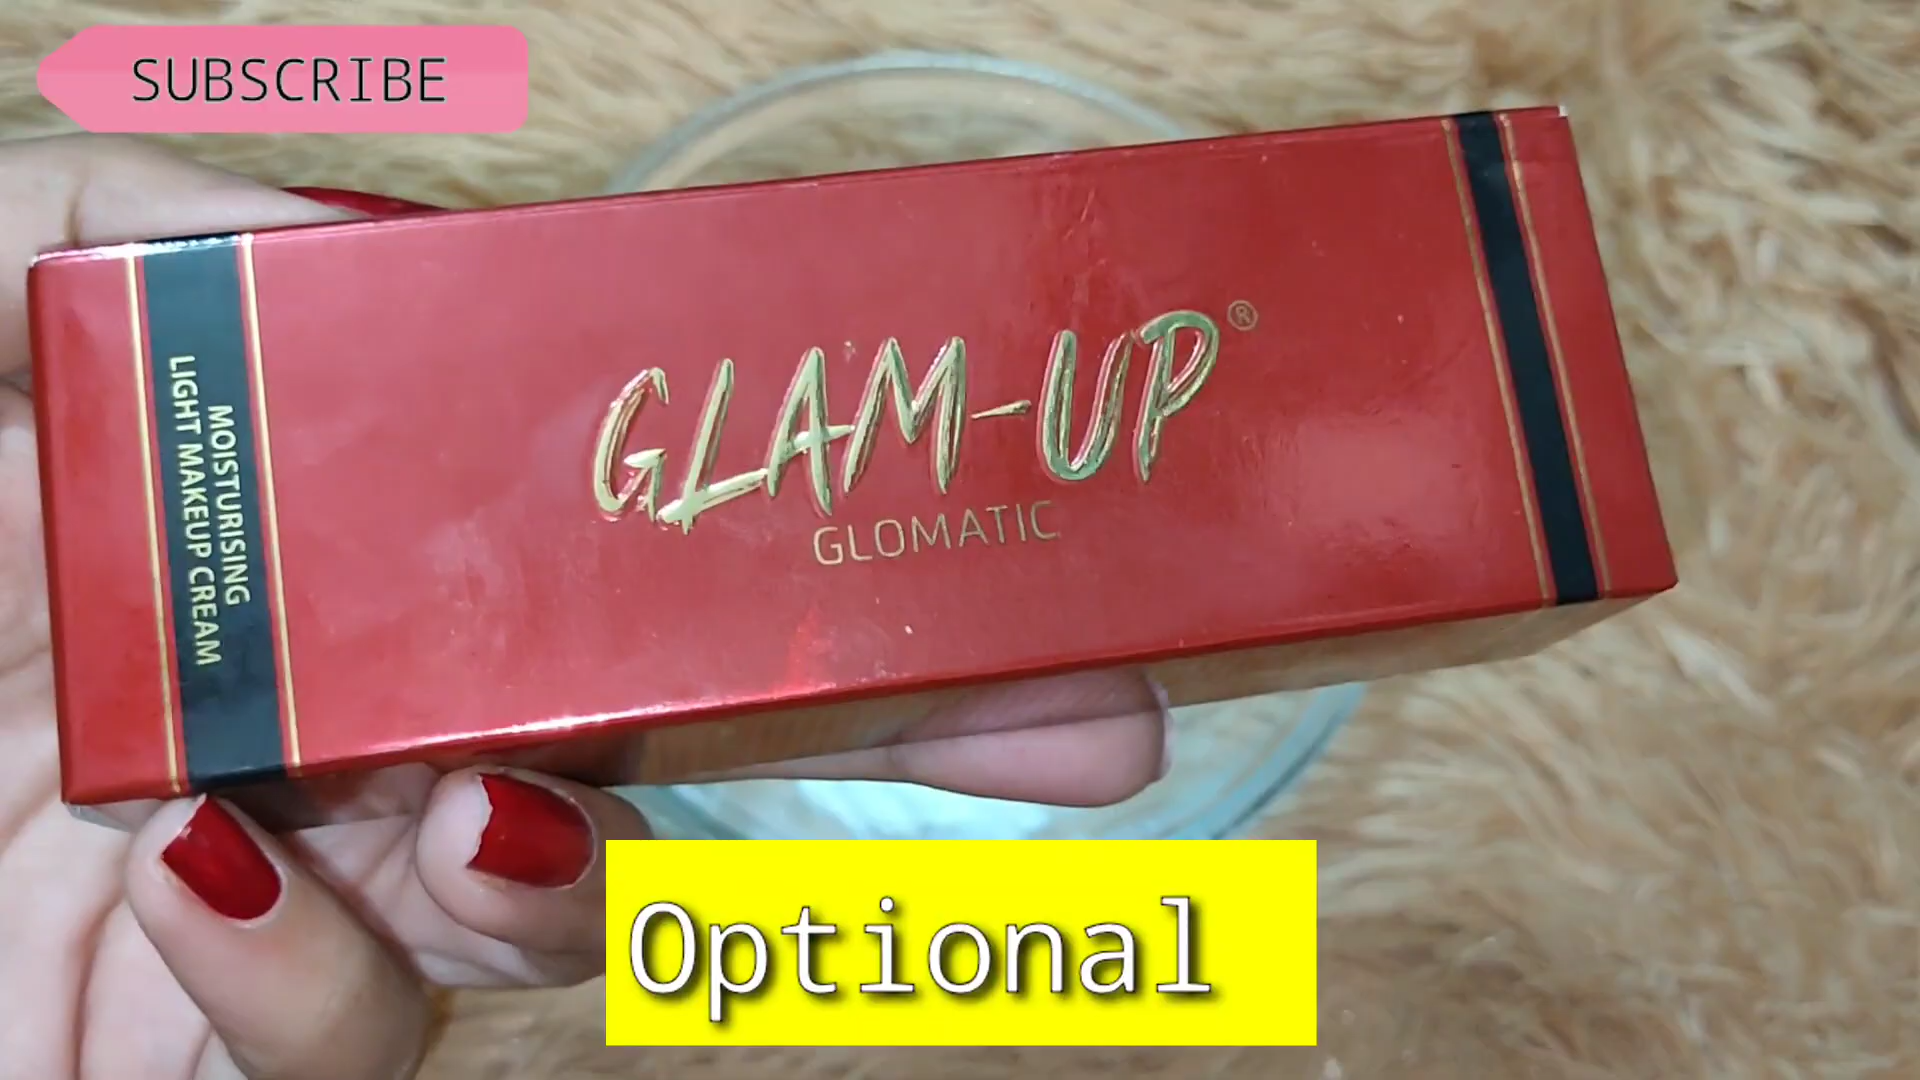 SUBSCRIBE
GLAM-UP®
GLOMATIC
MOISTURISING
LIGHT MAKEUP CREAM
Optional